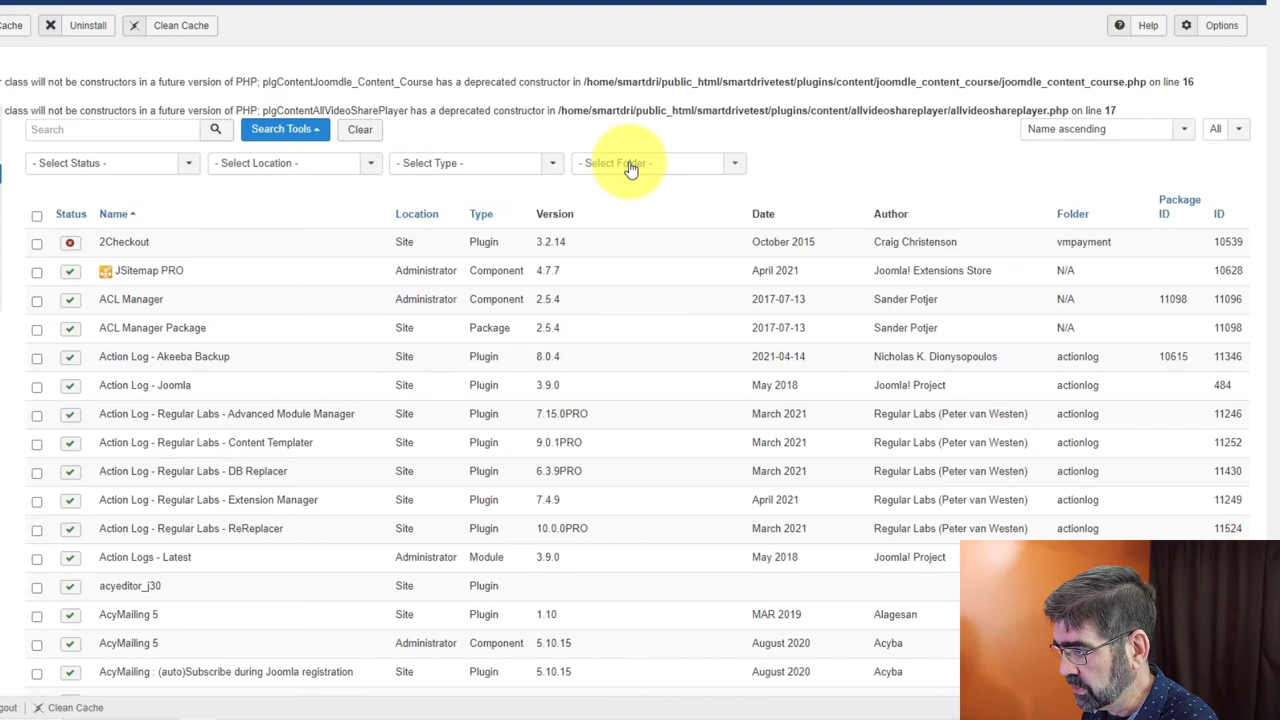 Cache Uninstall Clean Cache Help Options
class will not be constructors in a future version of PHP; plgContentJoomdle_Content_Course has a deprecated constructor in /home/smartdri/public_html/smartdrivetest/plugins/content/joomdle_content_course/joomdle_content_course.php on line 16
class will not be constructors in a future version of PHP; plgContentAllVideoSharePlayer has a deprecated constructor in /home/smartdri/public_html/smartdrivetest/plugins/content/allvideoshareplayer/allvideoshareplayer.php on line 17
Search Search Tools Clear Name ascending All
- Select Status - - Select Location - - Select Type - - Select Folder -
Status Name Location Type Version Date Author Folder Package ID ID
2Checkout Site Plugin 3.2.14 October 2015 Craig Christenson vmpayment 10539
JSitemap PRO Administrator Component 4.7.7 April 2021 Joomla! Extensions Store N/A 10628
ACL Manager Administrator Component 2.5.4 2017-07-13 Sander Potjer N/A 11098 11096
ACL Manager Package Site Package 2.5.4 2017-07-13 Sander Potjer N/A 11098
Action Log - Akeeba Backup Site Plugin 8.0.4 2021-04-14 Nicholas K. Dionysopoulos actionlog 10615 11346
Action Log - Joomla Site Plugin 3.9.0 May 2018 Joomla! Project actionlog 484
Action Log - Regular Labs - Advanced Module Manager Site Plugin 7.15.0PRO March 2021 Regular Labs (Peter van Westen) actionlog 11246
Action Log - Regular Labs - Content Templater Site Plugin 9.0.1PRO March 2021 Regular Labs (Peter van Westen) actionlog 11252
Action Log - Regular Labs - DB Replacer Site Plugin 6.3.9PRO March 2021 Regular Labs (Peter van Westen) actionlog 11430
Action Log - Regular Labs - Extension Manager Site Plugin 7.4.9 April 2021 Regular Labs (Peter van Westen) actionlog 11249
Action Log - Regular Labs - ReReplacer Site Plugin 10.0.0PRO March 2021 Regular Labs (Peter van Westen) actionlog 11524
Action Logs - Latest Administrator Module 3.9.0 May 2018 Joomla! Project
acyeditor_j30 Site Plugin
AcyMailing 5 Site Plugin 1.10 MAR 2019 Alagesan
AcyMailing 5 Administrator Component 5.10.15 August 2020 Acyba
AcyMailing : (auto)Subscribe during Joomla registration Site Plugin 5.10.15 August 2020 Acyba
gout Clean Cache